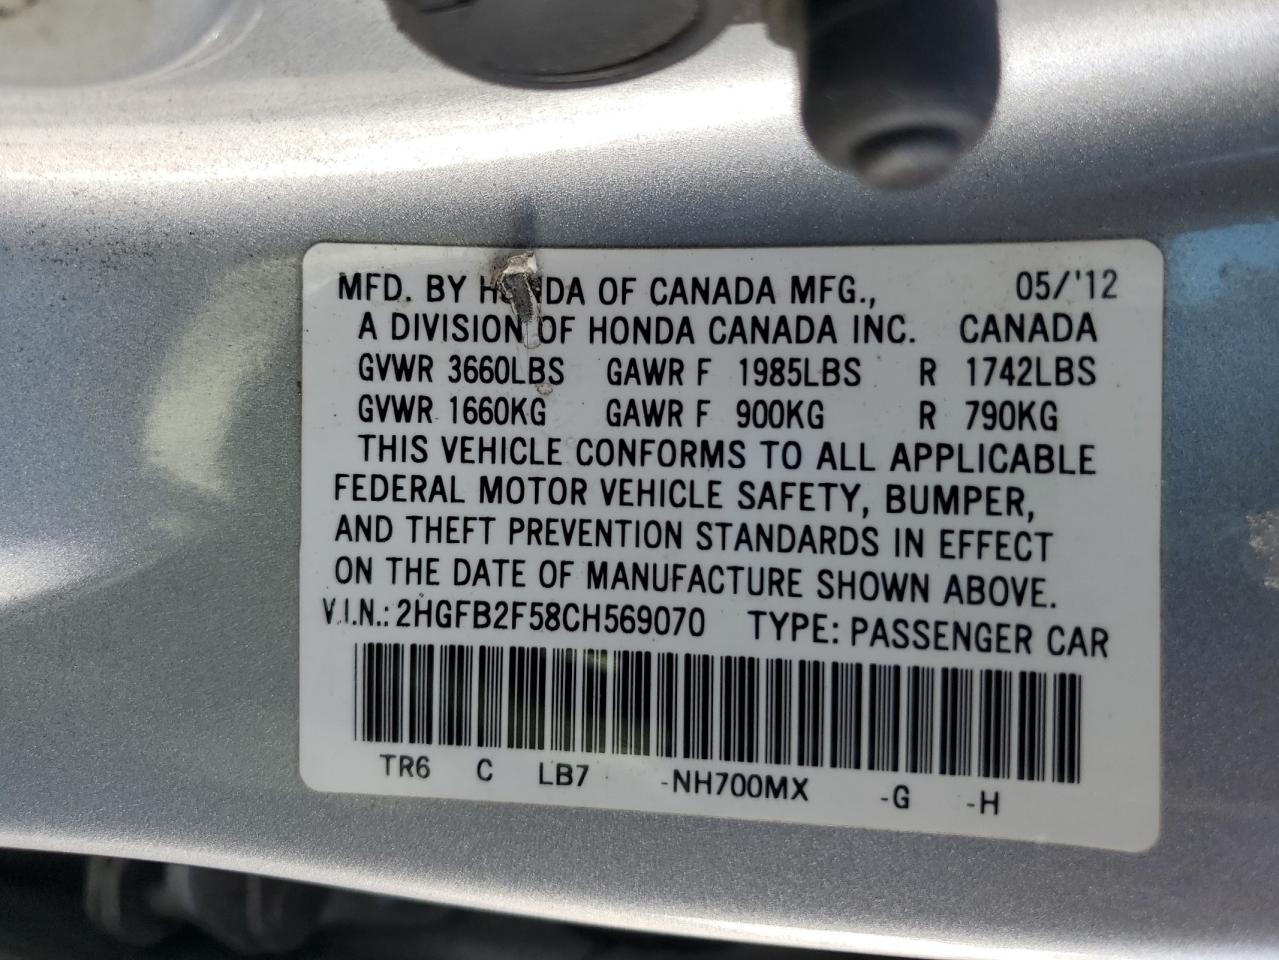 MFD. BY HONDA OF CANADA MFG., 05/'12
A DIVISION OF HONDA CANADA INC. CANADA
GVWR 3660LBS GAWR F 1985LBS R 1742LBS
GVWR 1660KG GAWR F 900KG R 790KG
THIS VEHICLE CONFORMS TO ALL APPLICABLE
FEDERAL MOTOR VEHICLE SAFETY, BUMPER,
AND THEFT PREVENTION STANDARDS IN EFFECT
ON THE DATE OF MANUFACTURE SHOWN ABOVE.
V.I.N.: 2HGFB2F58CH569070 TYPE: PASSENGER CAR
TR6 C LB7 -NH700MX -G -H